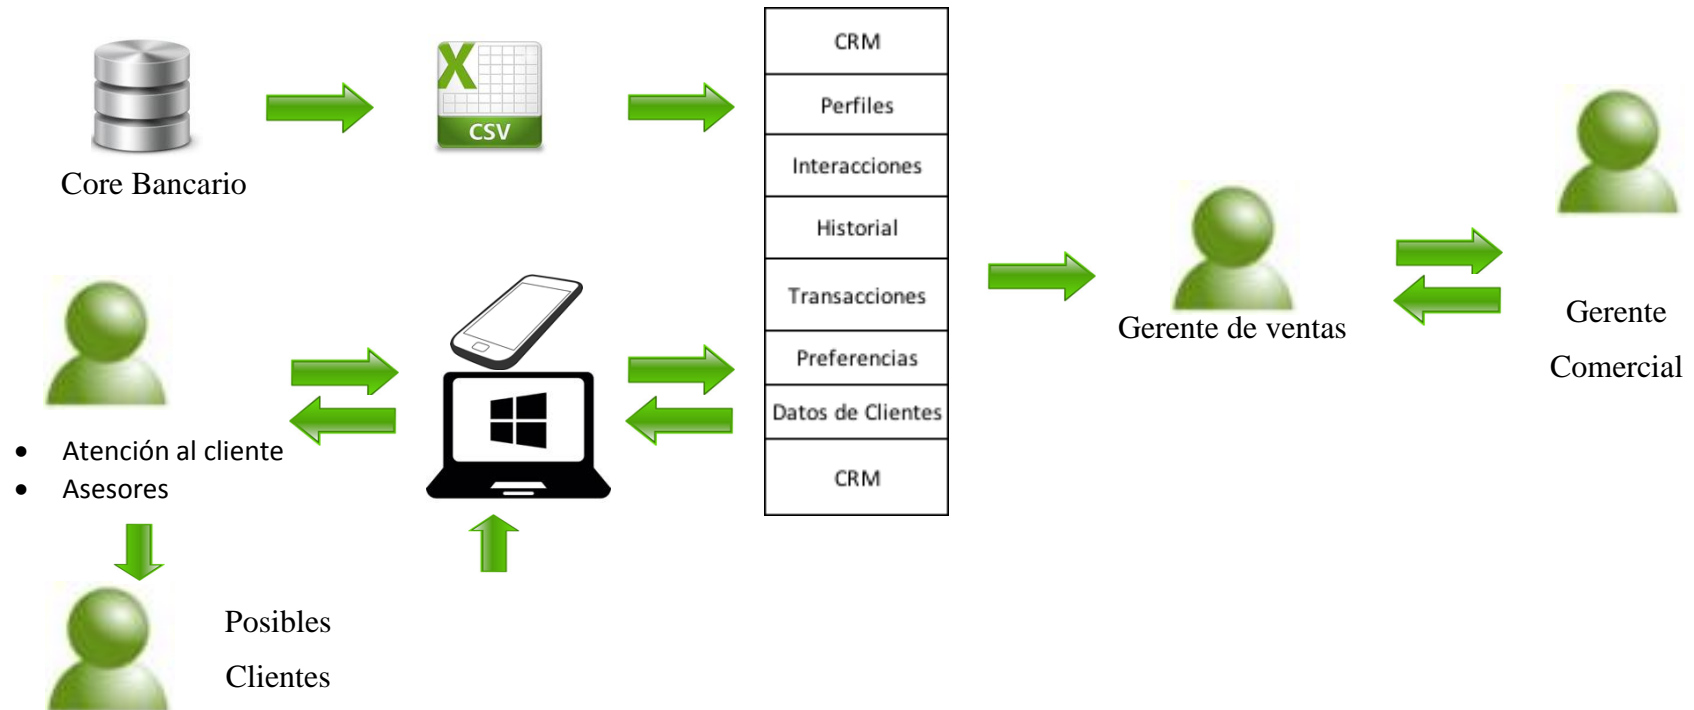 CRM
Perfiles
Interacciones
Historial
Transacciones
Preferencias
Datos de Clientes
CRM
X
CSV
Core Bancario
Gerente de ventas
Gerente
Comercial
• Atención al cliente
• Asesores
Posibles
Clientes